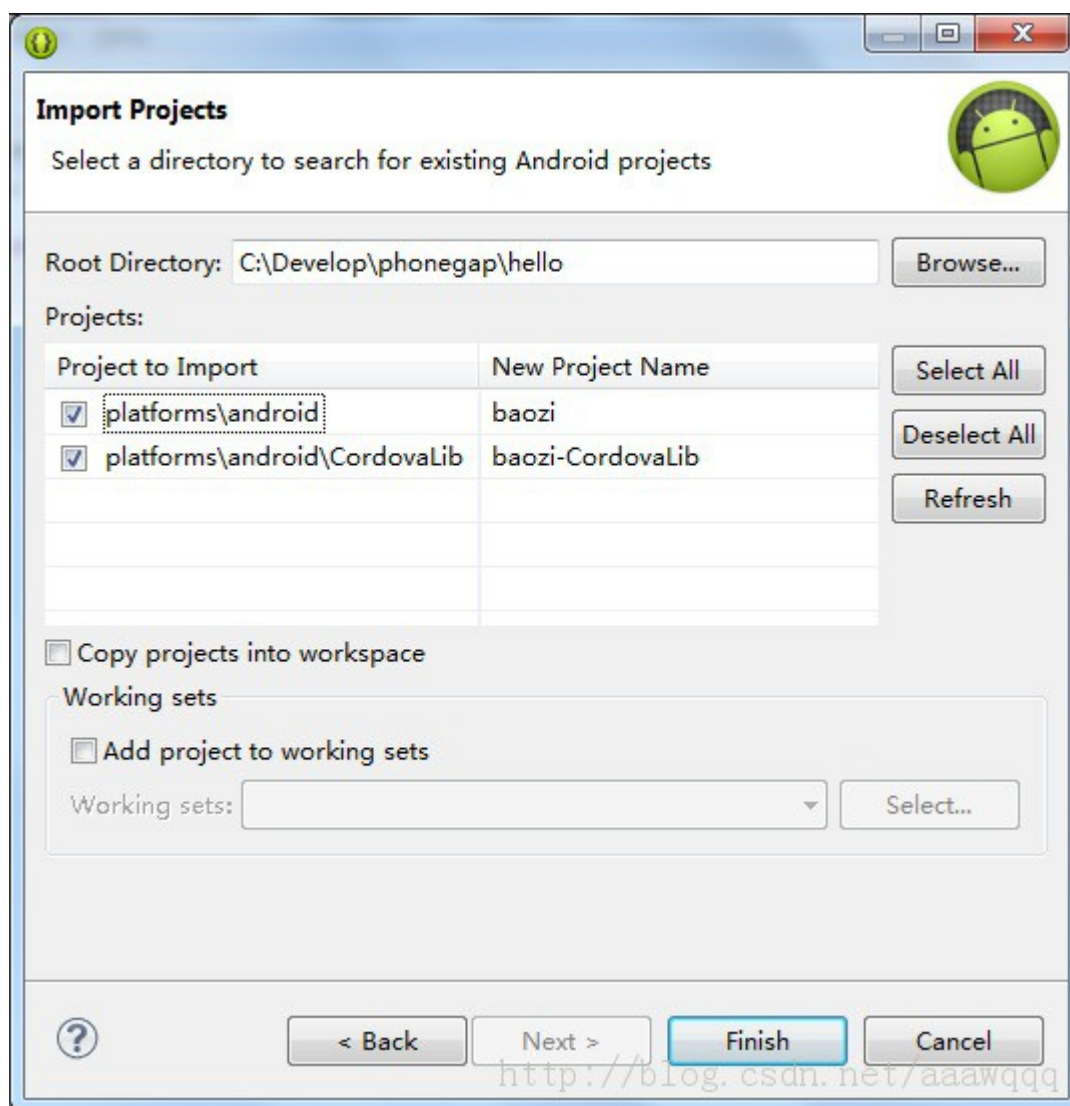 Import Projects
Select a directory to search for existing Android projects
Root Directory: C:\Develop\phonegap\hello Browse...
Projects:
Project to Import New Project Name Select All
platforms\android baozi
Deselect All
platforms\android\CordovaLib baozi-CordovaLib
Refresh
Copy projects into workspace
Working sets
Add project to working sets
Working sets: Select...
? < Back Next > Finish Cancel
http://blog.csdn.net/aaawqqq